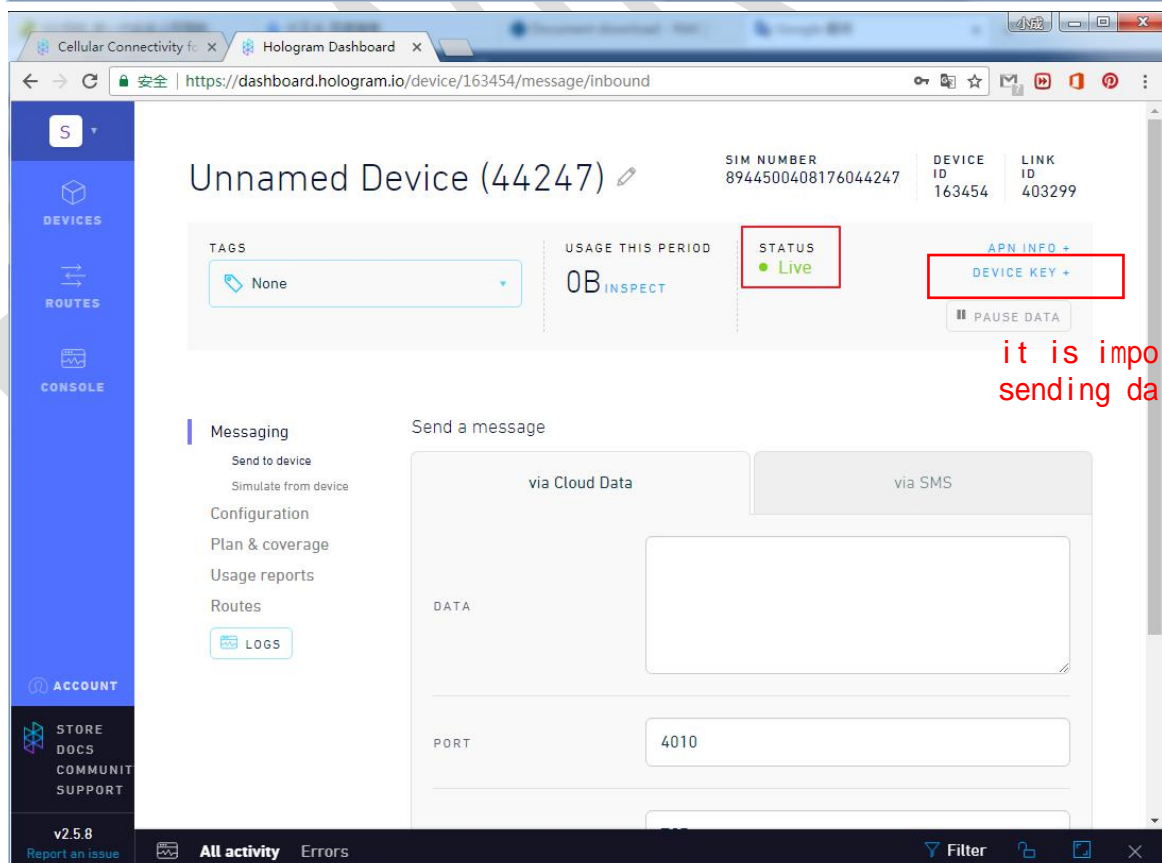 小成
Cellular Connectivity fo
Hologram Dashboard
安全 https://dashboard.hologram.io/device/163454/message/inbound
S
DEVICES
ROUTES
CONSOLE
ACCOUNT
STORE
DOCS
COMMUNIT
SUPPORT
v2.5.8
Report an issue
Unnamed Device (44247)
SIM NUMBER
8944500408176044247
DEVICE
ID
163454
LINK
ID
403299
TAGS
None
USAGE THIS PERIOD
0B INSPECT
STATUS
Live
APN INFO +
DEVICE KEY +
PAUSE DATA
it is impo
sending da
Messaging
Send to device
Simulate from device
Configuration
Plan & coverage
Usage reports
Routes
LOGS
Send a message
via Cloud Data
via SMS
DATA
PORT
4010
All activity Errors
Filter